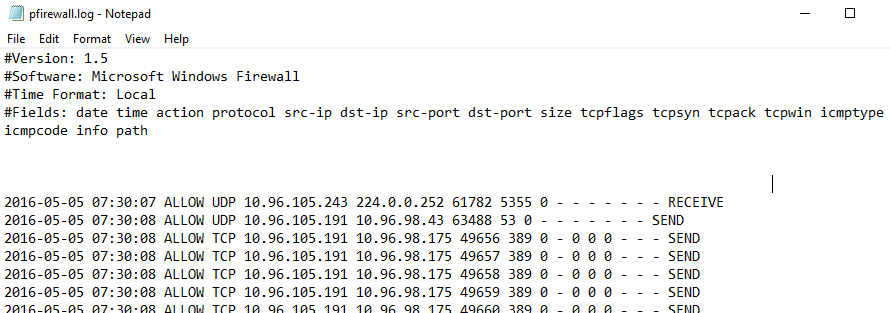 pfirewall.log - Notepad
File Edit Format View Help
#Version: 1.5
#Software: Microsoft Windows Firewall
#Time Format: Local
#Fields: date time action protocol src-ip dst-ip src-port dst-port size tcpflags tcpsyn tcpack tcpwin icmptype
icmpcode info path
2016-05-05 07:30:07 ALLOW UDP 10.96.105.243 224.0.0.252 61782 5355 0 - - - - - - - RECEIVE
2016-05-05 07:30:08 ALLOW UDP 10.96.105.191 10.96.98.43 63488 53 0 - - - - - - - SEND
2016-05-05 07:30:08 ALLOW TCP 10.96.105.191 10.96.98.175 49656 389 0 - 0 0 0 - - - SEND
2016-05-05 07:30:08 ALLOW TCP 10.96.105.191 10.96.98.175 49657 389 0 - 0 0 0 - - - SEND
2016-05-05 07:30:08 ALLOW TCP 10.96.105.191 10.96.98.175 49658 389 0 - 0 0 0 - - - SEND
2016-05-05 07:30:08 ALLOW TCP 10.96.105.191 10.96.98.175 49659 389 0 - 0 0 0 - - - SEND
2016-05-05 07:30:08 ALLOW TCP 10.96.105.191 10.96.98.175 49660 389 0 - 0 0 0 - - - SEND